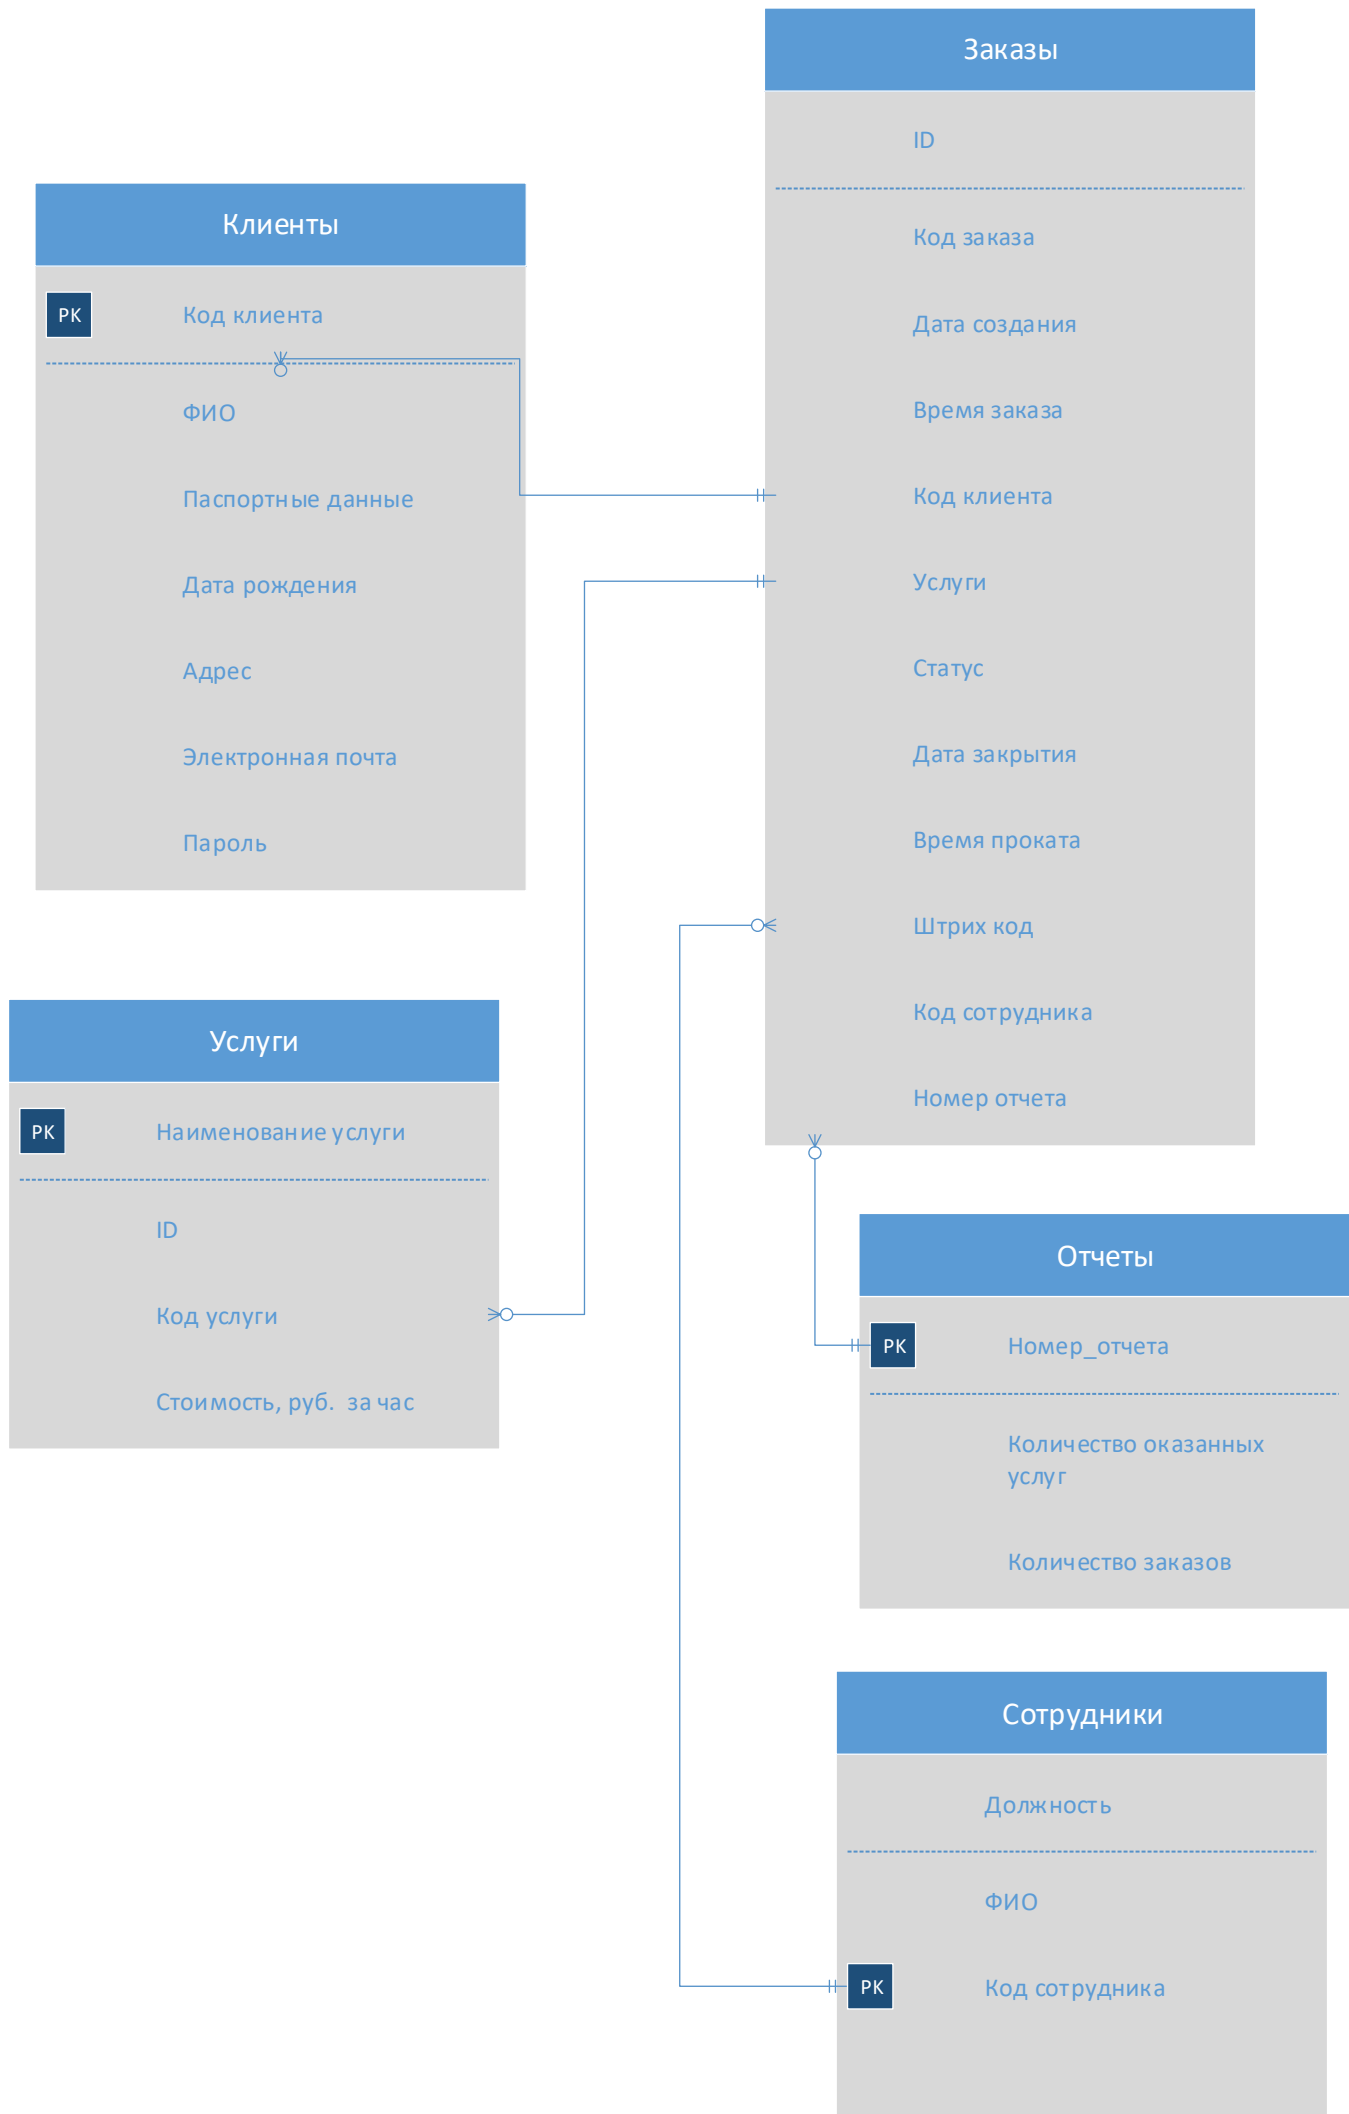 Заказы
ID
Код заказа
Дата создания
Время заказа
Код клиента
Услуги
Статус
Дата закрытия
Время проката
Штрих код
Код сотрудника
Номер отчета
Клиенты
PK Код клиента
ФИО
Паспортные данные
Дата рождения
Адрес
Электронная почта
Пароль
Услуги
PK Наименование услуги
ID
Код услуги
Стоимость, руб. за час
Отчеты
PK Номер_отчета
Количество оказанных
услуг
Количество заказов
Сотрудники
Должность
ФИО
PK Код сотрудника